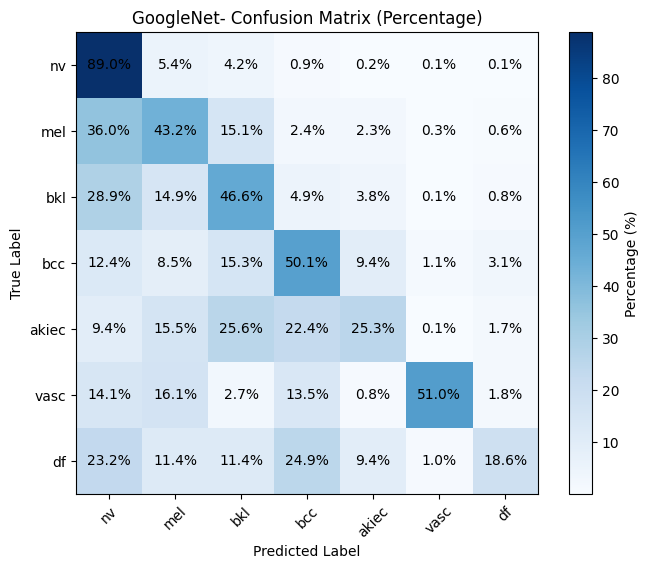 GoogleNet- Confusion Matrix (Percentage)
nv 89.0% 5.4% 4.2% 0.9% 0.2% 0.1% 0.1%
mel 36.0% 43.2% 15.1% 2.4% 2.3% 0.3% 0.6%
bkl 28.9% 14.9% 46.6% 4.9% 3.8% 0.1% 0.8%
bcc 12.4% 8.5% 15.3% 50.1% 9.4% 1.1% 3.1%
akiec 9.4% 15.5% 25.6% 22.4% 25.3% 0.1% 1.7%
vasc 14.1% 16.1% 2.7% 13.5% 0.8% 51.0% 1.8%
df 23.2% 11.4% 11.4% 24.9% 9.4% 1.0% 18.6%
nv mel bkl bcc akiec vasc df
Predicted Label
True Label
80
70
60
50
40
30
20
10
Percentage (%)